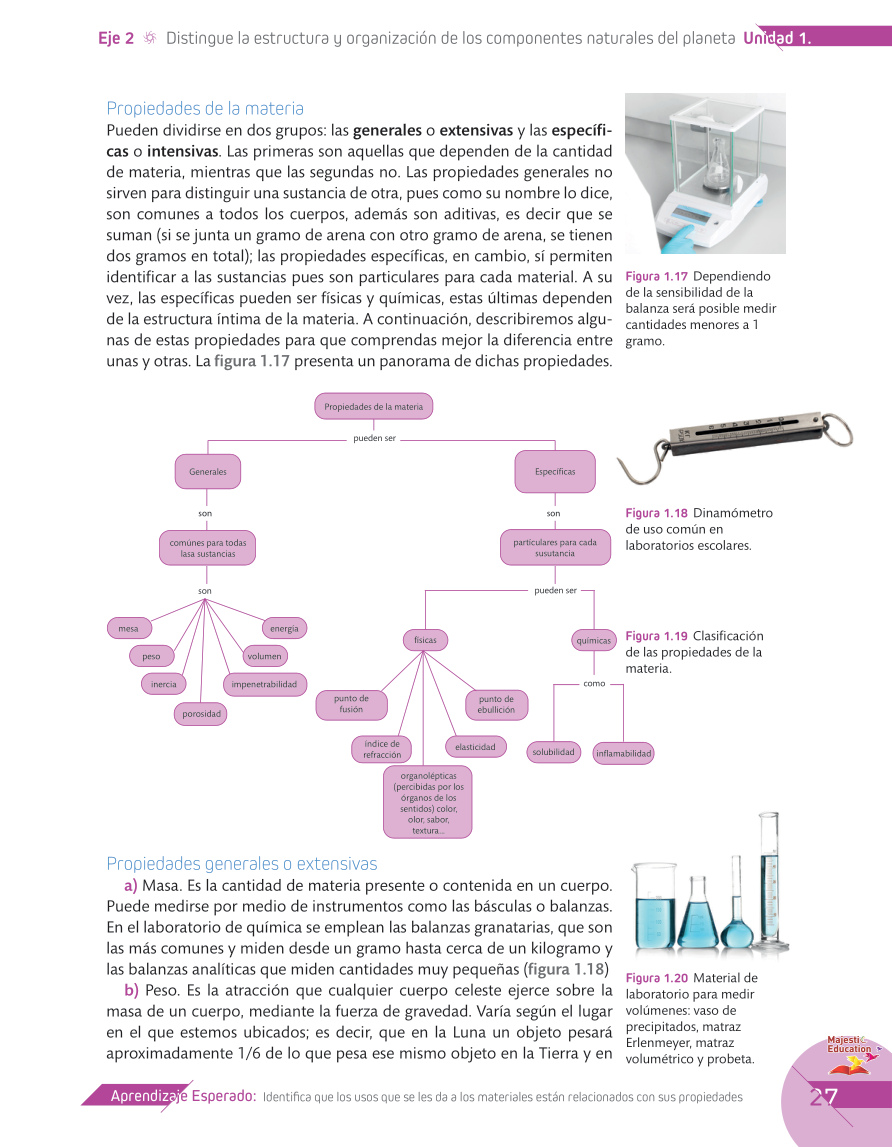 Eje 2 Distingue la estructura y organización de los componentes naturales del planeta Unidad 1.
Propiedades de la materia
Pueden dividirse en dos grupos: las generales o extensivas y las específi-
cas o intensivas. Las primeras son aquellas que dependen de la cantidad
de materia, mientras que las segundas no. Las propiedades generales no
sirven para distinguir una sustancia de otra, pues como su nombre lo dice,
son comunes a todos los cuerpos, además son aditivas, es decir que se
suman (si se junta un gramo de arena con otro gramo de arena, se tienen
dos gramos en total); las propiedades específicas, en cambio, sí permiten
identificar a las sustancias pues son particulares para cada material. A su
vez, las específicas pueden ser físicas y químicas, estas últimas dependen
de la estructura íntima de la materia. A continuación, describiremos algu-
nas de estas propiedades para que comprendas mejor la diferencia entre
unas y otras. La figura 1.17 presenta un panorama de dichas propiedades.
Figura 1.17 Dependiendo
de la sensibilidad de la
balanza será posible medir
cantidades menores a 1
gramo.
Propiedades de la materia
pueden ser
Generales
Específicas
son
son
comúnes para todas
lasa sustancias
partículares para cada
susutancia
son
pueden ser
mesa
energía
peso
volumen
inercia
impenetrabilidad
porosidad
físicas
químicas
como
punto de
fusión
punto de
ebullición
índice de
refracción
elasticidad
solubilidad
inflamabilidad
organolépticas
(percibidas por los
órganos de los
sentidos) color,
olor, sabor,
textura...
Figura 1.18 Dinamómetro
de uso común en
laboratorios escolares.
Figura 1.19 Clasificación
de las propiedades de la
materia.
Propiedades generales o extensivas
a) Masa. Es la cantidad de materia presente o contenida en un cuerpo.
Puede medirse por medio de instrumentos como las básculas o balanzas.
En el laboratorio de química se emplean las balanzas granatarias, que son
las más comunes y miden desde un gramo hasta cerca de un kilogramo y
las balanzas analíticas que miden cantidades muy pequeñas (figura 1.18)
b) Peso. Es la atracción que cualquier cuerpo celeste ejerce sobre la
masa de un cuerpo, mediante la fuerza de gravedad. Varía según el lugar
en el que estemos ubicados; es decir, que en la Luna un objeto pesará
aproximadamente 1/6 de lo que pesa ese mismo objeto en la Tierra y en
Figura 1.20 Material de
laboratorio para medir
volúmenes: vaso de
precipitados, matraz
Erlenmeyer, matraz
volumétrico y probeta.
Majestic
Education
Aprendizaje Esperado: Identifica que los usos que se les da a los materiales están relacionados con sus propiedades
27